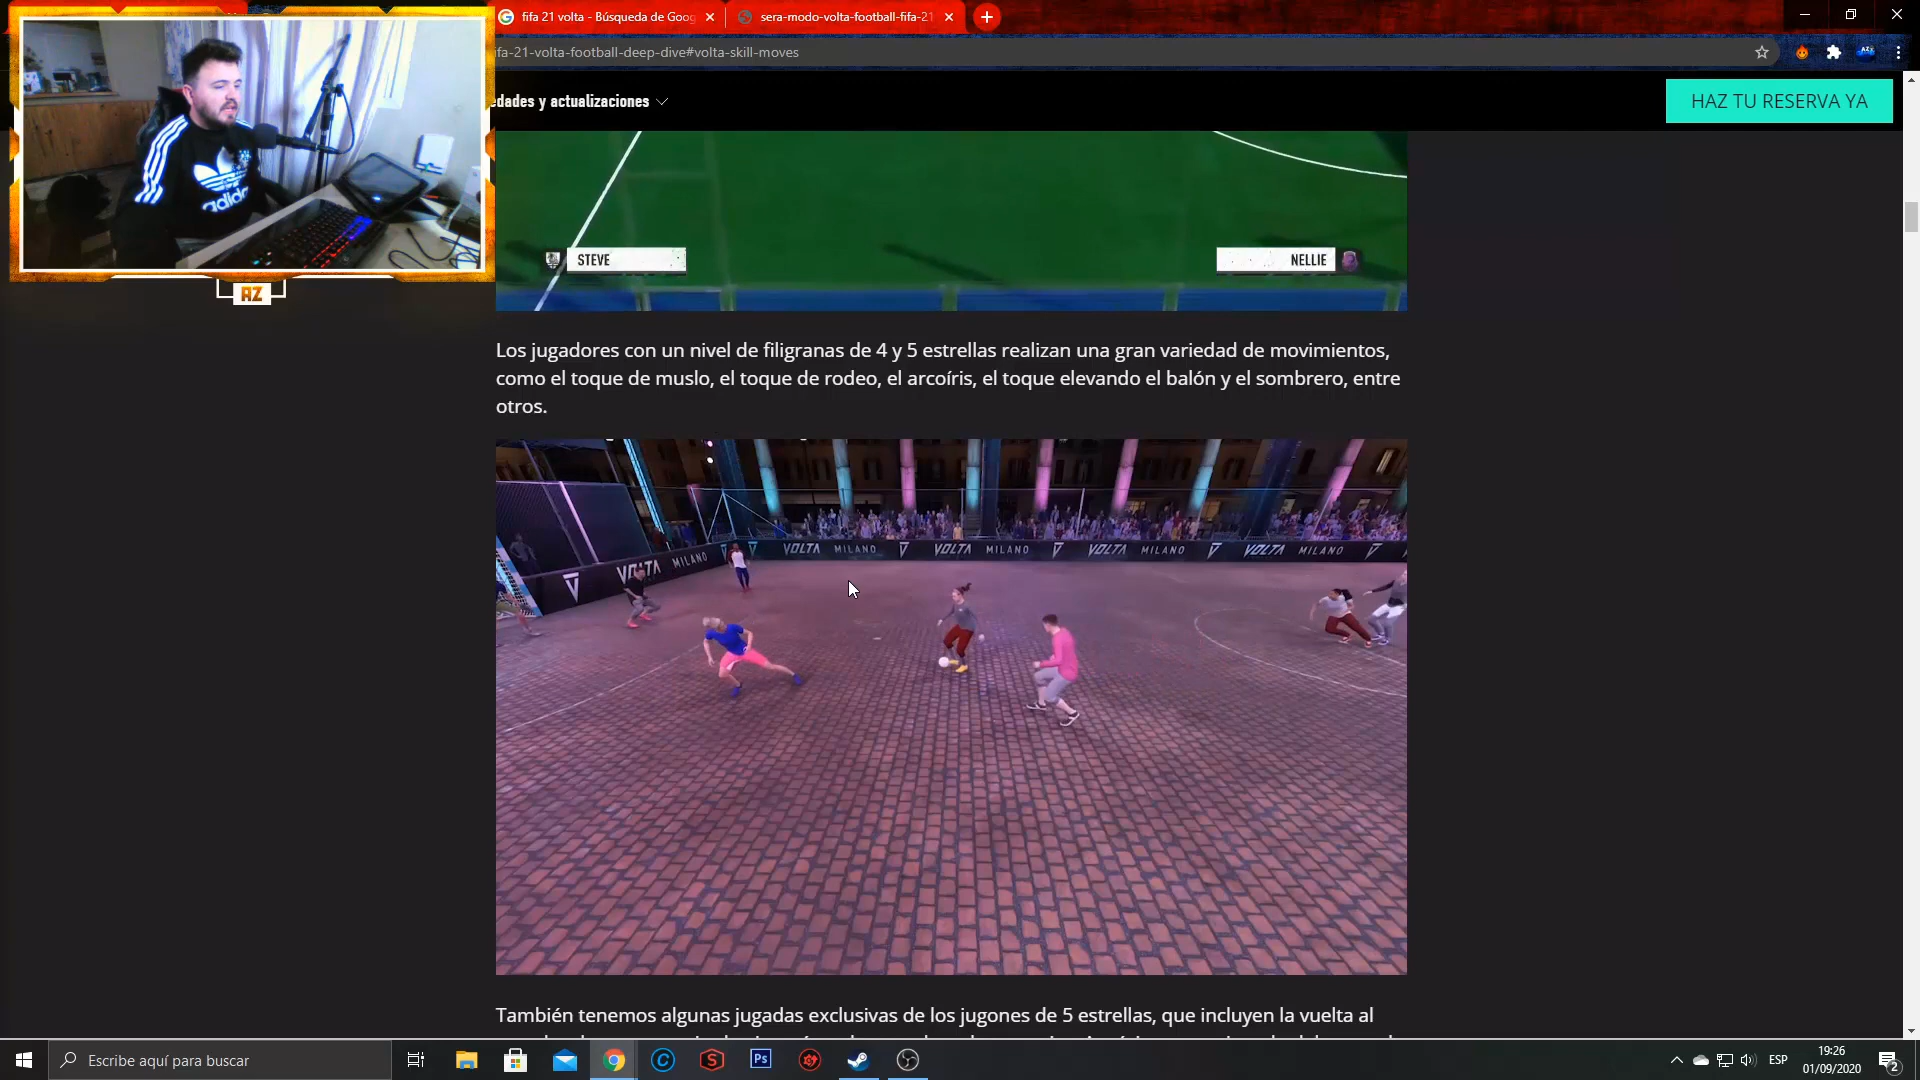 fifa 21 volta - Búsqueda de Goog
sera-modo-volta-football-fifa-21
ifa-21-volta-football-deep-dive#volta-skill-moves
edades y actualizaciones
HAZ TU RESERVA YA
adidas
AZ
STEVE
NELLIE
Los jugadores con un nivel de filigranas de 4 y 5 estrellas realizan una gran variedad de movimientos,
como el toque de muslo, el toque de rodeo, el arcoíris, el toque elevando el balón y el sombrero, entre
otros.
VOLTA MILANO VOLTA MILANO VOLTA MILANO VOLTA MILANO VOLTA MILANO
También tenemos algunas jugadas exclusivas de los jugones de 5 estrellas, que incluyen la vuelta al
Escribe aquí para buscar
Ps
ESP
19:26
01/09/2020
2